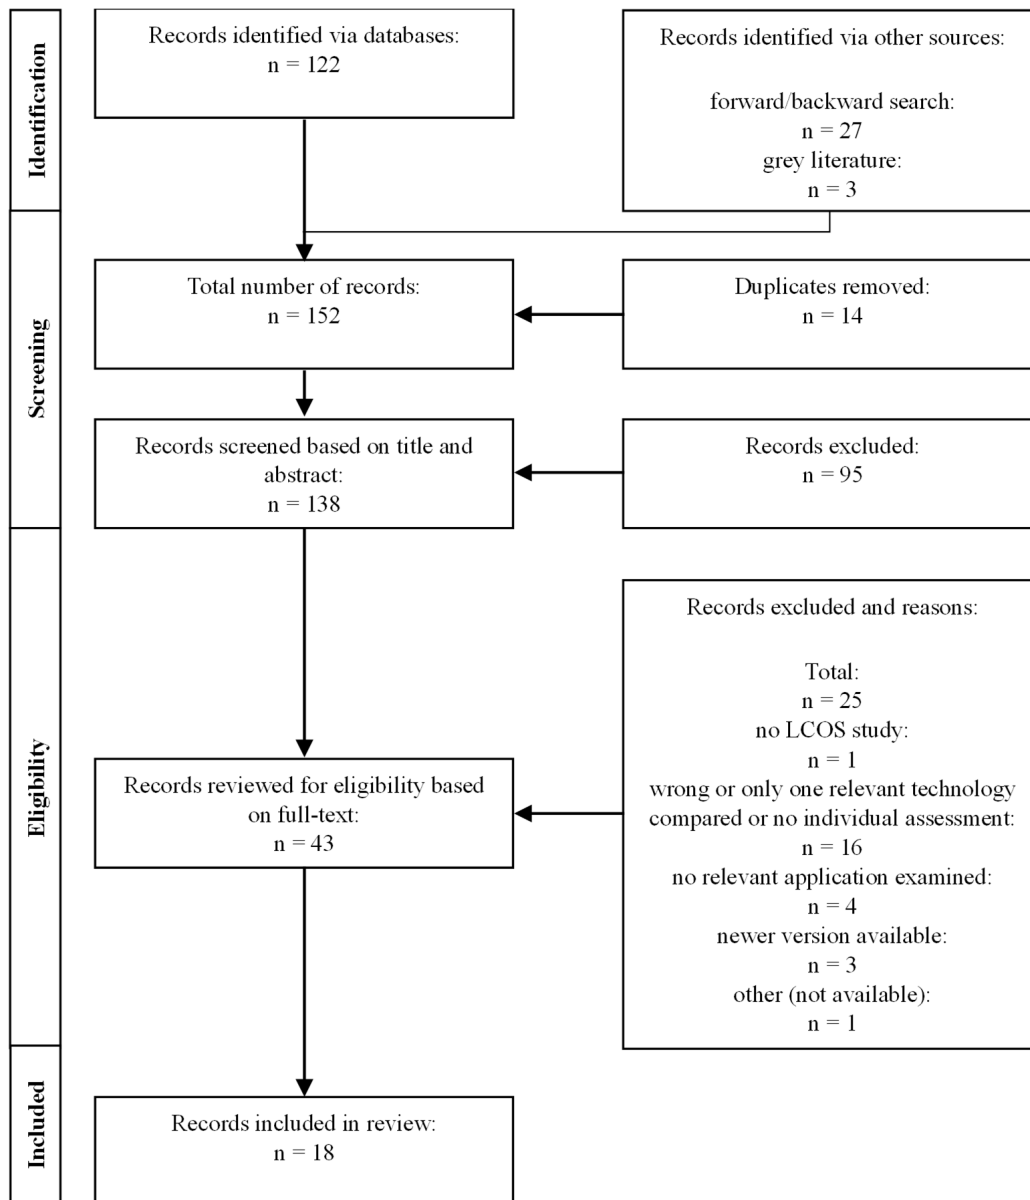 Identification
Records identified via databases:
n = 122
Records identified via other sources:
forward/backward search:
n = 27
grey literature:
n = 3
Screening
Total number of records:
n = 152
Duplicates removed:
n = 14
Records screened based on title and
abstract:
n = 138
Records excluded:
n = 95
Eligibility
Records reviewed for eligibility based
on full-text:
n = 43
Records excluded and reasons:
Total:
n = 25
no LCOS study:
n = 1
wrong or only one relevant technology
compared or no individual assessment:
n = 16
no relevant application examined:
n = 4
newer version available:
n = 3
other (not available):
n = 1
Included
Records included in review:
n = 18